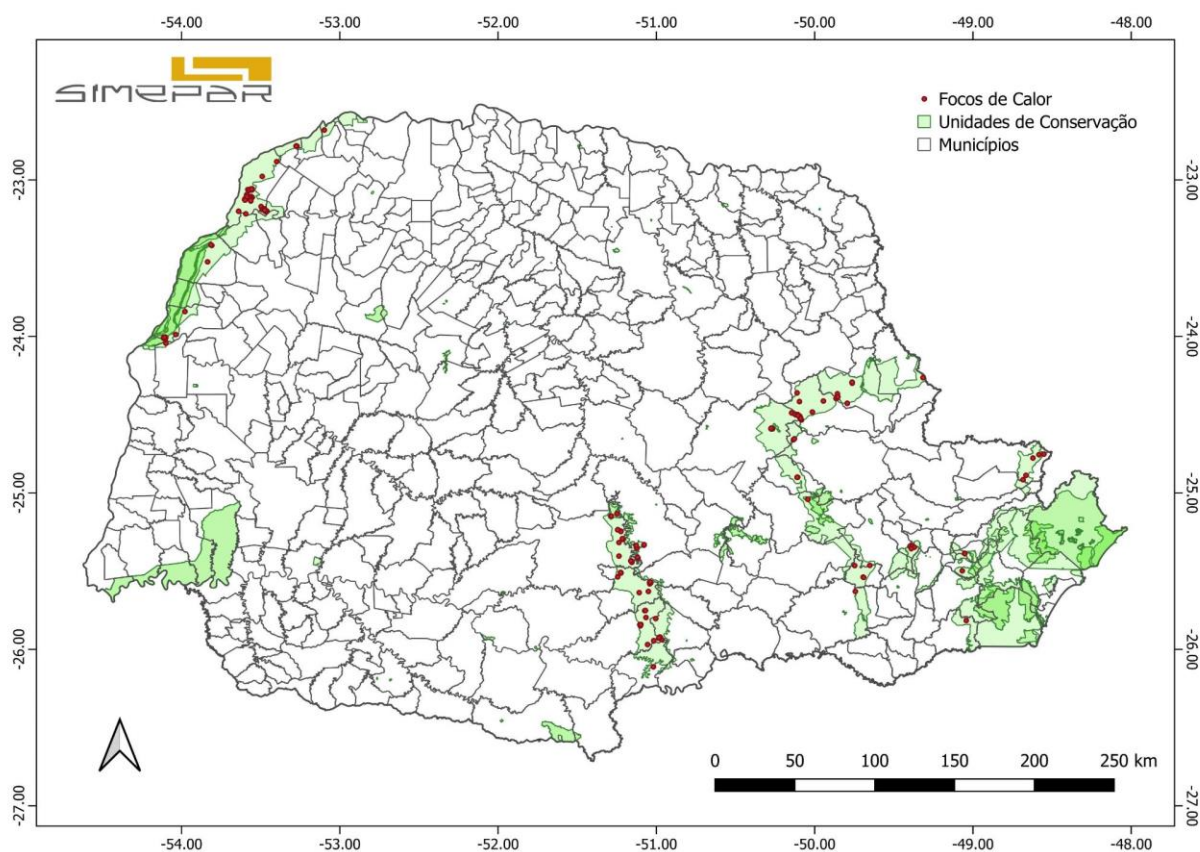 -54.00 -53.00 -52.00 -51.00 -50.00 -49.00 -48.00
SIMEPAR
Focos de Calor
Unidades de Conservação
Municípios
-23.00 -23.00
-24.00 -24.00
-25.00 -25.00
-26.00 -26.00
-27.00 -27.00
0 50 100 150 200 250 km
-54.00 -53.00 -52.00 -51.00 -50.00 -49.00 -48.00